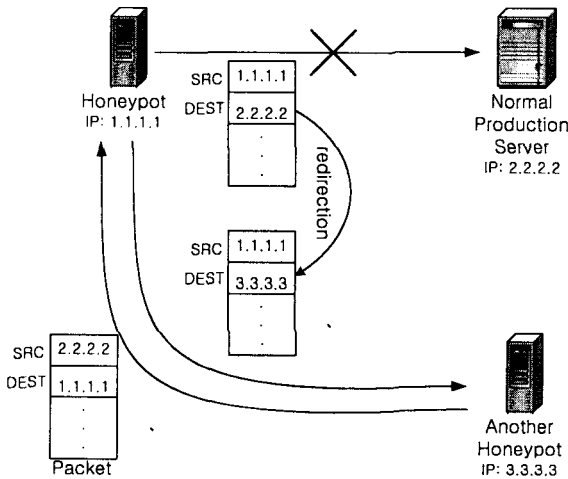 Honeypot
IP: 1.1.1.1
SRC 1.1.1.1
DEST 2.2.2.2
Normal
Production
Server
IP: 2.2.2.2
redirection
SRC 1.1.1.1
DEST 3.3.3.3
SRC 2.2.2.2
DEST 1.1.1.1
Packet
Another
Honeypot
IP: 3.3.3.3